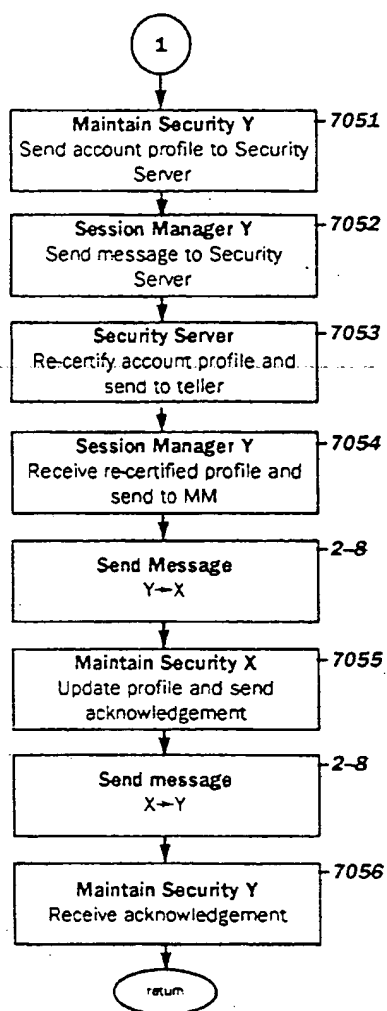 1
Maintain Security Y
Send account profile to Security
Server
7051
Session Manager Y
Send message to Security
Server
7052
Security Server
Re-certify account profile and
send to teller
7053
Session Manager Y
Receive re-certified profile and
send to MM
7054
Send Message
Y→X
2-8
Maintain Security X
Update profile and send
acknowledgement
7055
Send message
X→Y
2-8
Maintain Security Y
Receive acknowledgement
7056
return